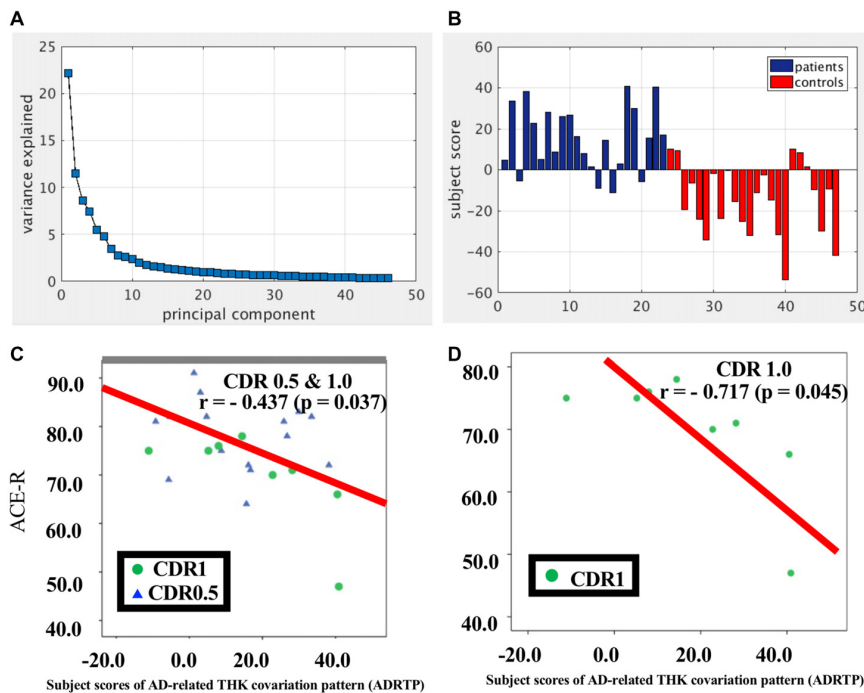 A
25
20
15
10
5
0
variance explained
0 10 20 30 40 50
principal component
B
60
40
20
0
−20
−40
−60
subject score
patients
controls
0 10 20 30 40 50
C
CDR 0.5 & 1.0
r = - 0.437 (p = 0.037)
90.0
80.0
70.0
60.0
50.0
40.0
ACE-R
CDR1
CDR0.5
-20.0 0.0 20.0 40.0
Subject scores of AD-related THK covariation pattern (ADRTP)
D
CDR 1.0
r = - 0.717 (p = 0.045)
80.0
70.0
60.0
50.0
40.0
CDR1
-20.0 0.0 20.0 40.0
Subject scores of AD-related THK covariation pattern (ADRTP)